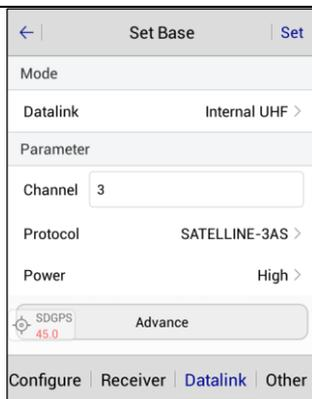 ← Set Base Set
Mode
Datalink Internal UHF >
Parameter
Channel 3
Protocol SATELLINE-3AS >
Power High >
SDGPS
45.0
Advance
Configure Receiver Datalink Other